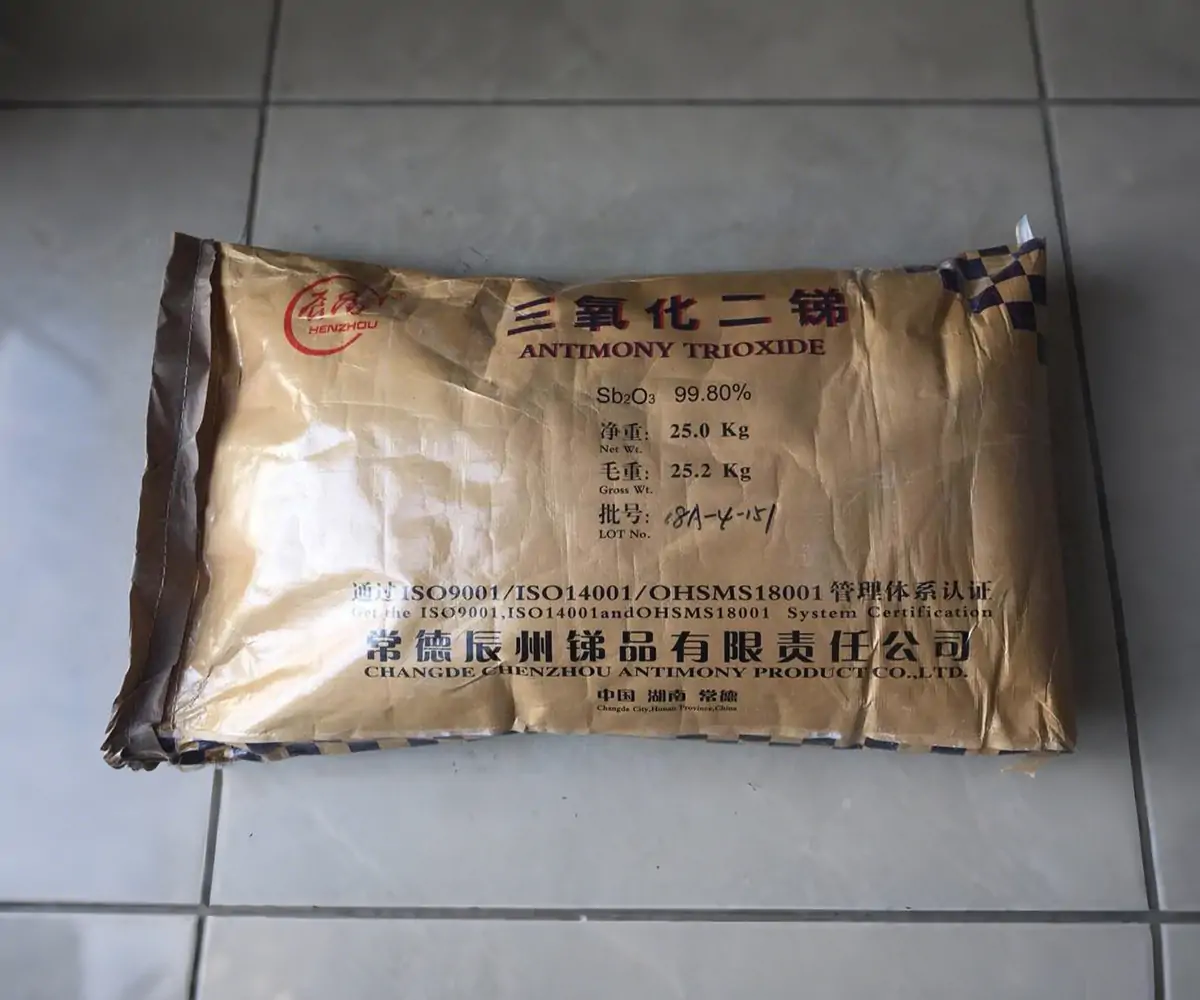 辰州
HENZHOU
三氧化二锑
ANTIMONY TRIOXIDE
Sb₂O₃ 99.80%
净重: 25.0 Kg
Net Wt.
毛重: 25.2 Kg
Gross Wt.
批号: 18A-4-151
LOT No.
通过ISO9001/ISO14001/OHSMS18001管理体系认证
Get the ISO9001,ISO14001andOHSMS18001 System Certification
常德辰州锑品有限责任公司
CHANGDE CHENZHOU ANTIMONY PRODUCT CO.,LTD.
中国 湖南 常德
Changde City,Hunan Province,China